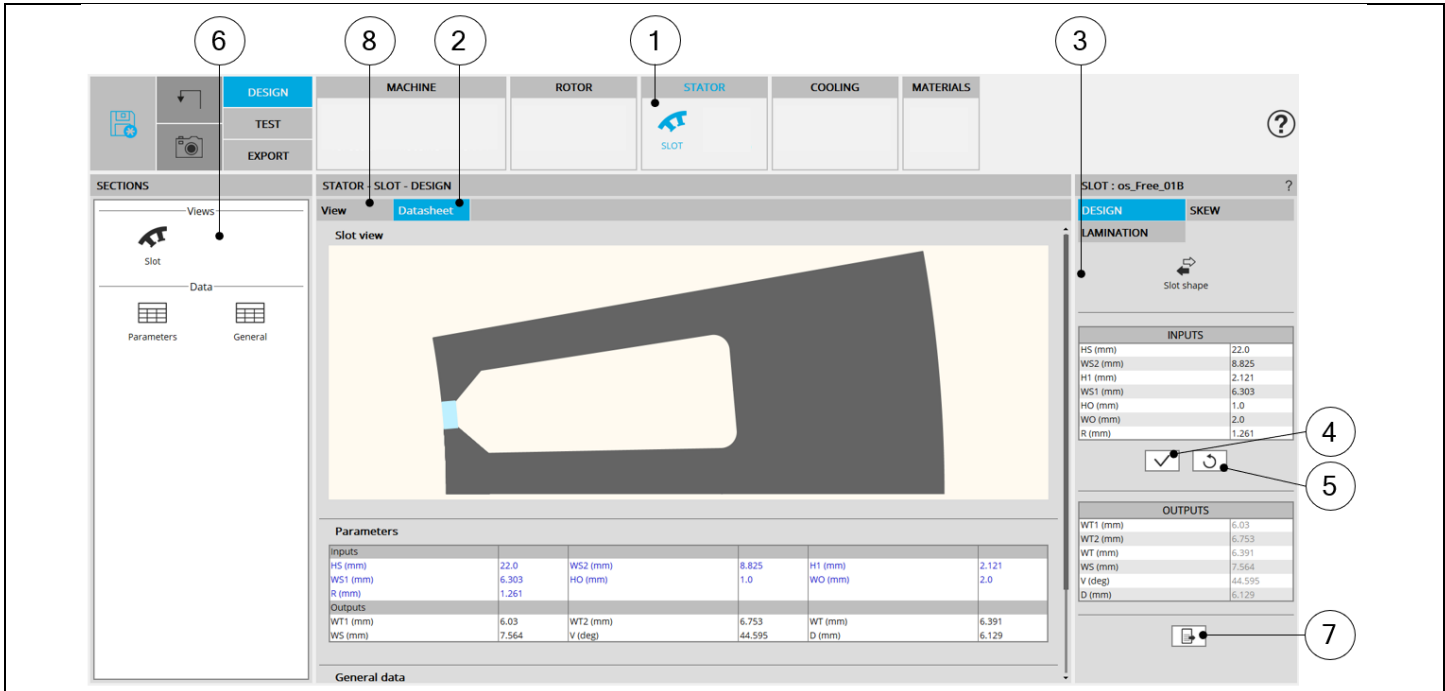 6 8 2 1 3
DESIGN
TEST
EXPORT
MACHINE ROTOR STATOR COOLING MATERIALS
SLOT
?
SECTIONS
Views
Slot
Data
Parameters General
STATOR - SLOT - DESIGN
View Datasheet
Slot view
Parameters
Inputs
HS (mm) 22.0 WS2 (mm) 8.825 H1 (mm) 2.121
WS1 (mm) 6.303 HO (mm) 1.0 WO (mm) 2.0
R (mm) 1.261
Outputs
WT1 (mm) 6.03 WT2 (mm) 6.753 WT (mm) 6.391
WS (mm) 7.564 V (deg) 44.595 D (mm) 6.129
General data
SLOT : os_Free_01B ?
DESIGN SKEW
LAMINATION
Slot shape
INPUTS
HS (mm) 22.0
WS2 (mm) 8.825
H1 (mm) 2.121
WS1 (mm) 6.303
HO (mm) 1.0
WO (mm) 2.0
R (mm) 1.261
4
5
OUTPUTS
WT1 (mm) 6.03
WT2 (mm) 6.753
WT (mm) 6.391
WS (mm) 7.564
V (deg) 44.595
D (mm) 6.129
7